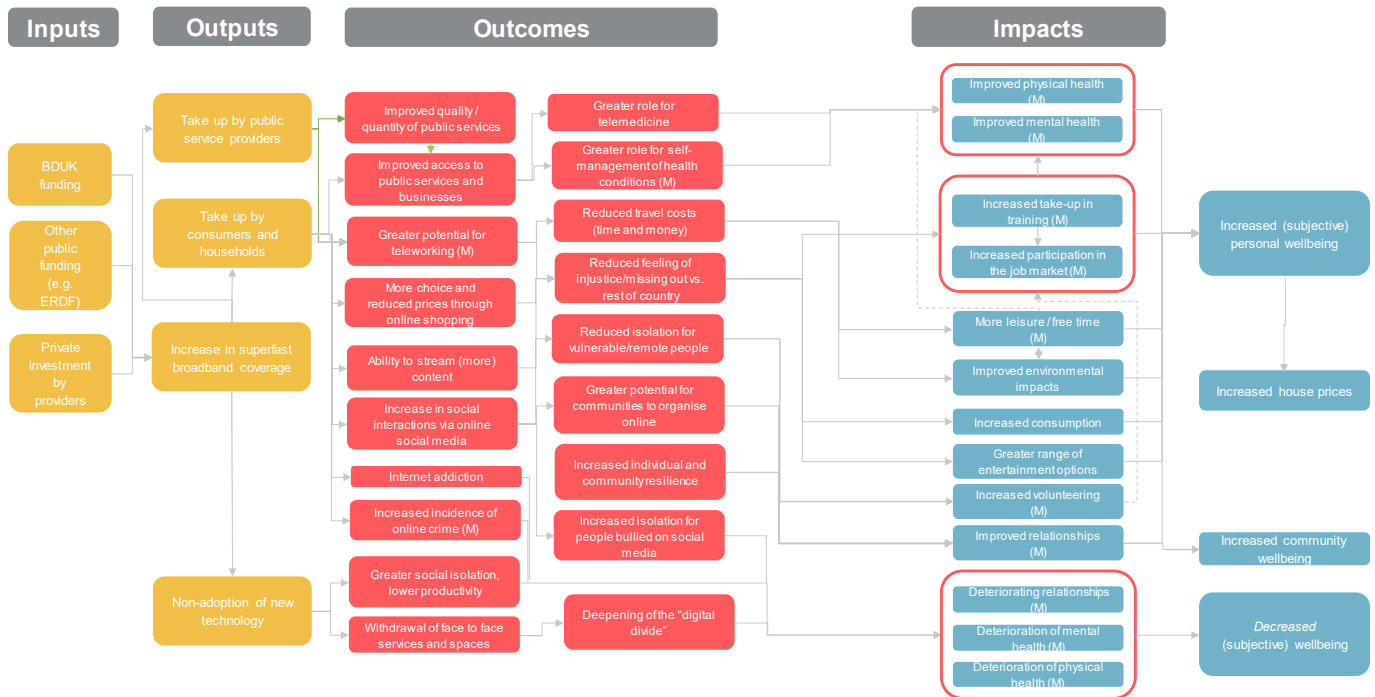 Inputs
Outputs
Outcomes
Impacts
BDUK
funding
Other
public
funding
(e.g.
ERDF)
Private
investment
by
providers
Take up by public
service providers
Take up by
consumers and
households
Increase in superfast
broadband coverage
Non-adoption of new
technology
Improved quality /
quantity of public services
Improved access to
public services and
businesses
Greater potential for
teleworking (M)
More choice and
reduced prices through
online shopping
Ability to stream (more)
content
Increase in social
interactions via online
social media
Internet addiction
Increased incidence of
online crime (M)
Greater social isolation,
lower productivity
Withdrawal of face to face
services and spaces
Greater role for
telemedicine
Greater role for self-
management of health
conditions (M)
Reduced travel costs
(time and money)
Reduced feeling of
injustice/missing out vs.
rest of country
Reduced isolation for
vulnerable/remote people
Greater potential for
communities to organise
online
Increased individual and
community resilience
Increased isolation for
people bullied on social
media
Deepening of the “digital
divide”
Improved physical health
(M)
Improved mental health
(M)
Increased take-up in
training (M)
Increased participation in
the job market (M)
More leisure / free time
(M)
Improved environmental
impacts
Increased consumption
Greater range of
entertainment options
Increased volunteering
(M)
Improved relationships
(M)
Deteriorating relationships
(M)
Deterioration of mental
health (M)
Deterioration of physical
health (M)
Increased (subjective)
personal wellbeing
Increased house prices
Increased community
wellbeing
Decreased
(subjective) wellbeing